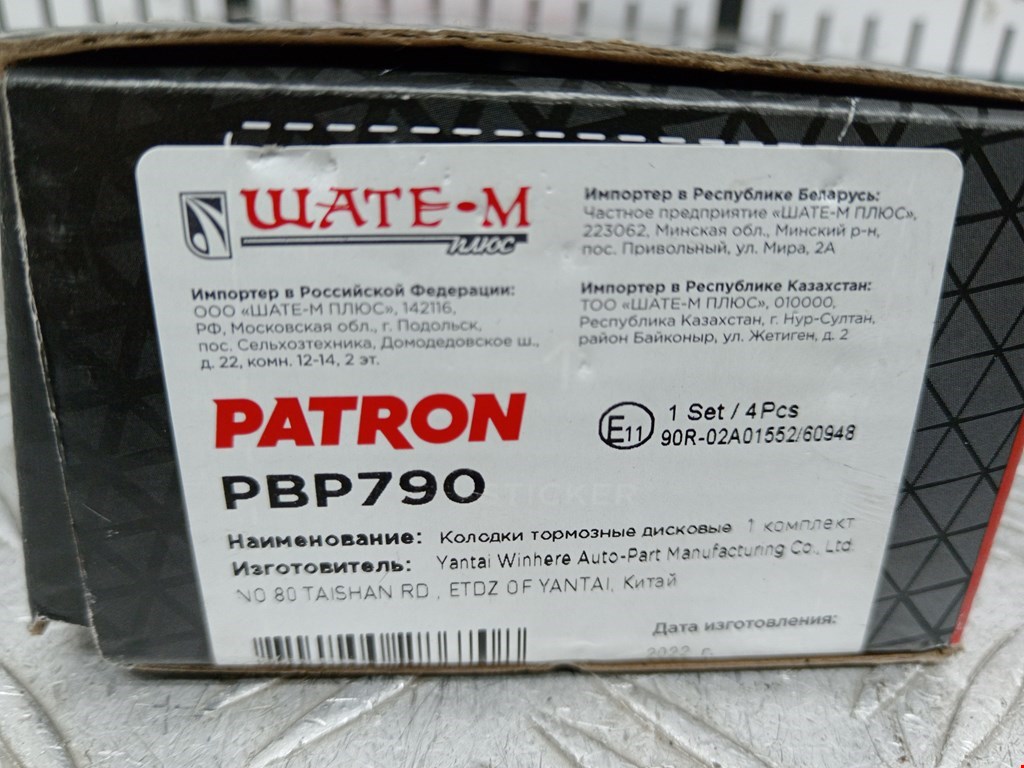 ШАТЕ-М
ПЛЮС
Импортер в Республике Беларусь:
Частное предприятие «ШАТЕ-М ПЛЮС»,
223062, Минская обл., Минский р-н,
пос. Привольный, ул. Мира, 2А
Импортер в Российской Федерации:
ООО «ШАТЕ-М ПЛЮС», 142116,
РФ, Московская обл., г. Подольск,
пос. Сельхозтехника, Домодедовское ш.,
д. 22, комн. 12-14, 2 эт.
Импортер в Республике Казахстан:
ТОО «ШАТЕ-М ПЛЮС», 010000,
Республика Казахстан, г. Нур-Султан,
район Байконыр, ул. Жетиген, д. 2
PATRON
E11
1 Set / 4Pcs
90R-02A01552/60948
PBP790
STICKER
Наименование: Колодки тормозные дисковые 1 комплект
Изготовитель: Yantai Winhere Auto-Part Manufacturing Co., Ltd.
NO 80 TAISHAN RD , ETDZ OF YANTAI, Китай
Дата изготовления:
2022 г.